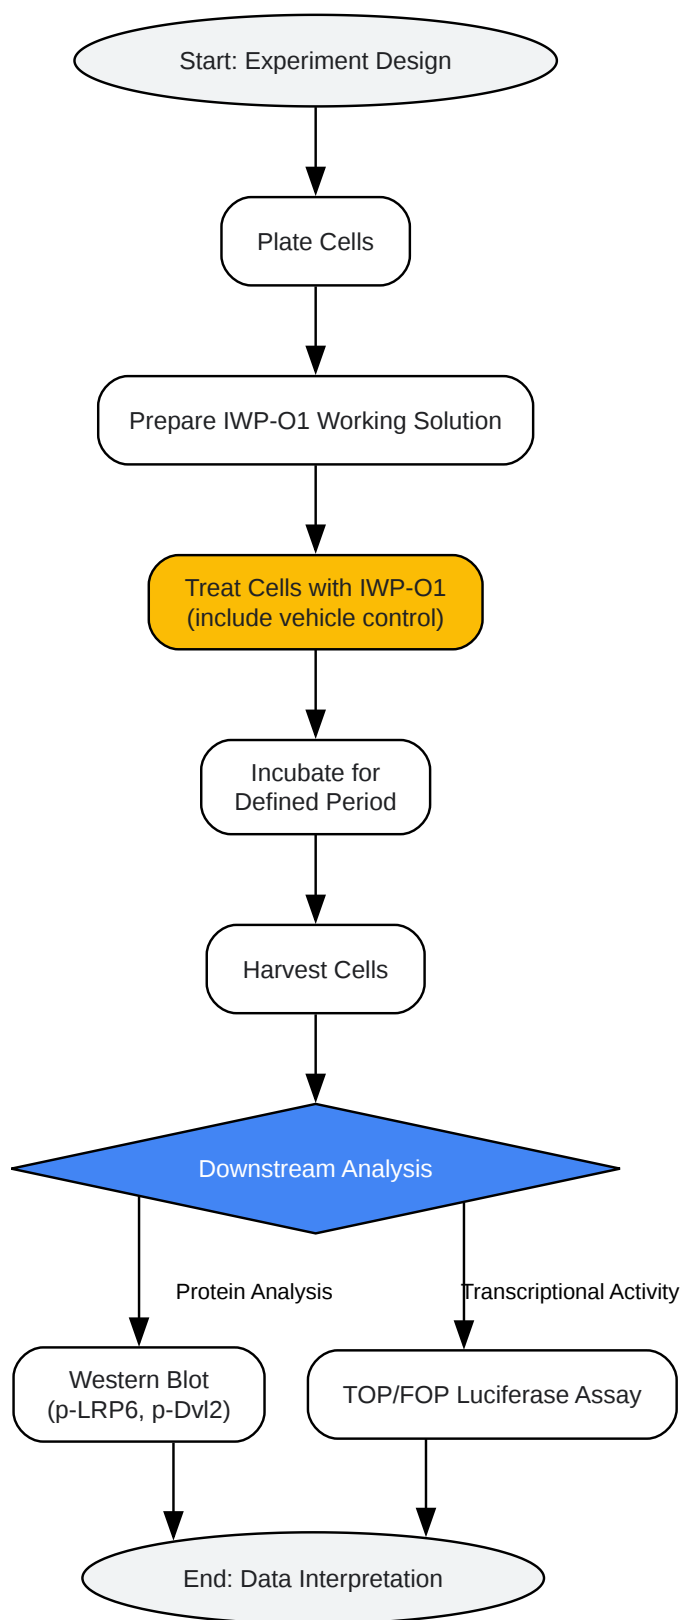 Start: Experiment Design
Plate Cells
Prepare IWP-O1 Working Solution
Treat Cells with IWP-O1
(include vehicle control)
Incubate for
Defined Period
Harvest Cells
Downstream Analysis
Protein Analysis
Transcriptional Activity
Western Blot
(p-LRP6, p-Dvl2)
TOP/FOP Luciferase Assay
End: Data Interpretation